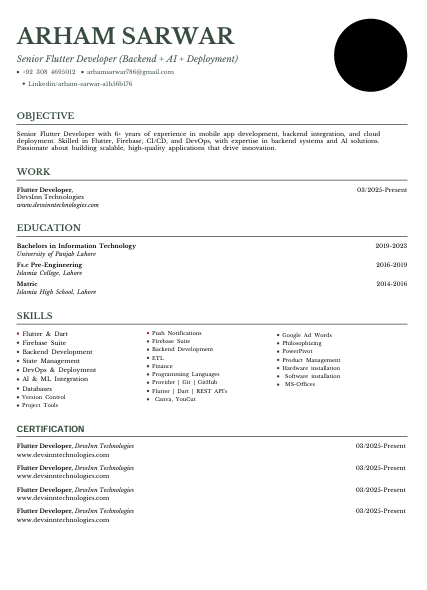 ARHAM SARWAR
Senior Flutter Developer (Backend + AI + Deployment)
• +92 308 4695012 • arhamsarwar786@gmail.com
• Linkedin/arham-sarwar-a1h56b176
OBJECTIVE
Senior Flutter Developer with 6+ years of experience in mobile app development, backend integration, and cloud
deployment. Skilled in Flutter, Firebase, CI/CD, and DevOps, with expertise in backend systems and AI solutions.
Passionate about building scalable, high-quality applications that drive innovation.
WORK
Flutter Developer, 03/2025-Present
DevsInn Technologies
www.devsinntechnologies.com
EDUCATION
Bachelors in Information Technology 2019-2023
University of Punjab Lahore
Fs.c Pre-Engineering 2016-2019
Islamia College, Lahore
Matric 2014-2016
Islamia High School, Lahore
SKILLS
• Flutter & Dart
• Firebase Suite
• Backend Development
• State Management
• DevOps & Deployment
• AI & ML Integration
• Databases
• Version Control
• Project Tools
• Push Notifications
• Firebase Suite
• Backend Development
• ETL
• Finance
• Programming Languages
• Provider | Git | GitHub
• Flutter | Dart | REST API's
• Canva, YouCut
• Google Ad Words
• Philosophizing
• PowerPivot
• Product Management
• Hardware installation
• Software installation
• MS-Offices
CERTIFICATION
Flutter Developer, DevsInn Technologies 03/2025-Present
www.devsinntechnologies.com
Flutter Developer, DevsInn Technologies 03/2025-Present
www.devsinntechnologies.com
Flutter Developer, DevsInn Technologies 03/2025-Present
www.devsinntechnologies.com
Flutter Developer, DevsInn Technologies 03/2025-Present
www.devsinntechnologies.com